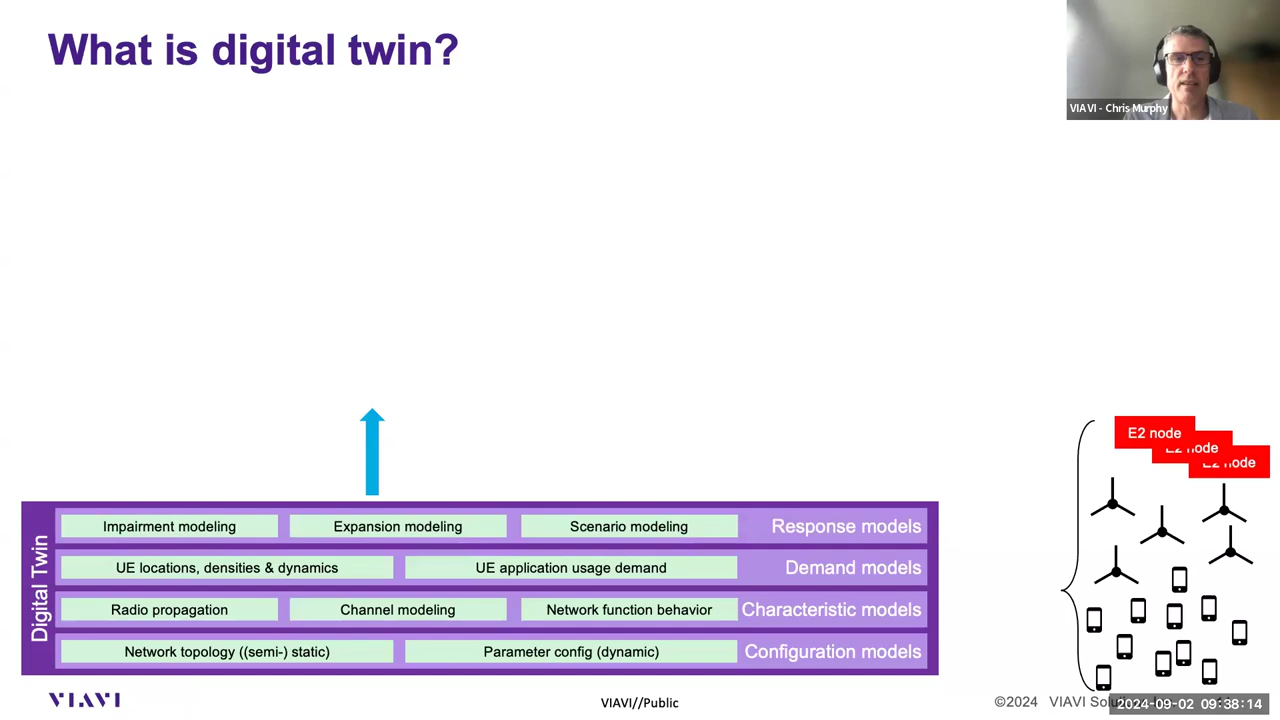 What is digital twin?
VIAVI - Chris Murphy
E2 node
E2 node
E2 node
Digital Twin
Impairment modeling
Expansion modeling
Scenario modeling
Response models
UE locations, densities & dynamics
UE application usage demand
Demand models
Radio propagation
Channel modeling
Network function behavior
Characteristic models
Network topology ((semi-) static)
Parameter config (dynamic)
Configuration models
VIAVI
VIAVI//Public
©2024 VIAVI
2024-09-02 09:38:14